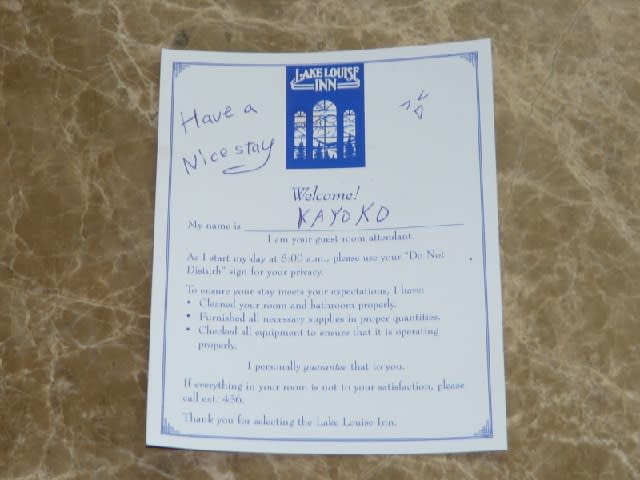 LAKE LOUISE
INN
Have a
Nice stay
Welcome!
My name is KAYOKO
I am your guest room attendant.
As I start my day at 8:00 a.m., please use your "Do Not
Disturb" sign for your privacy.
To ensure your stay meets your expectations, I have:
• Cleaned your room and bathroom properly.
• Furnished all necessary supplies in proper quantities.
• Checked all equipment to ensure that it is operating
properly.
I personally guarantee that to you.
If everything in your room is not to your satisfaction, please
call ext. 436.
Thank you for selecting the Lake Louise Inn.